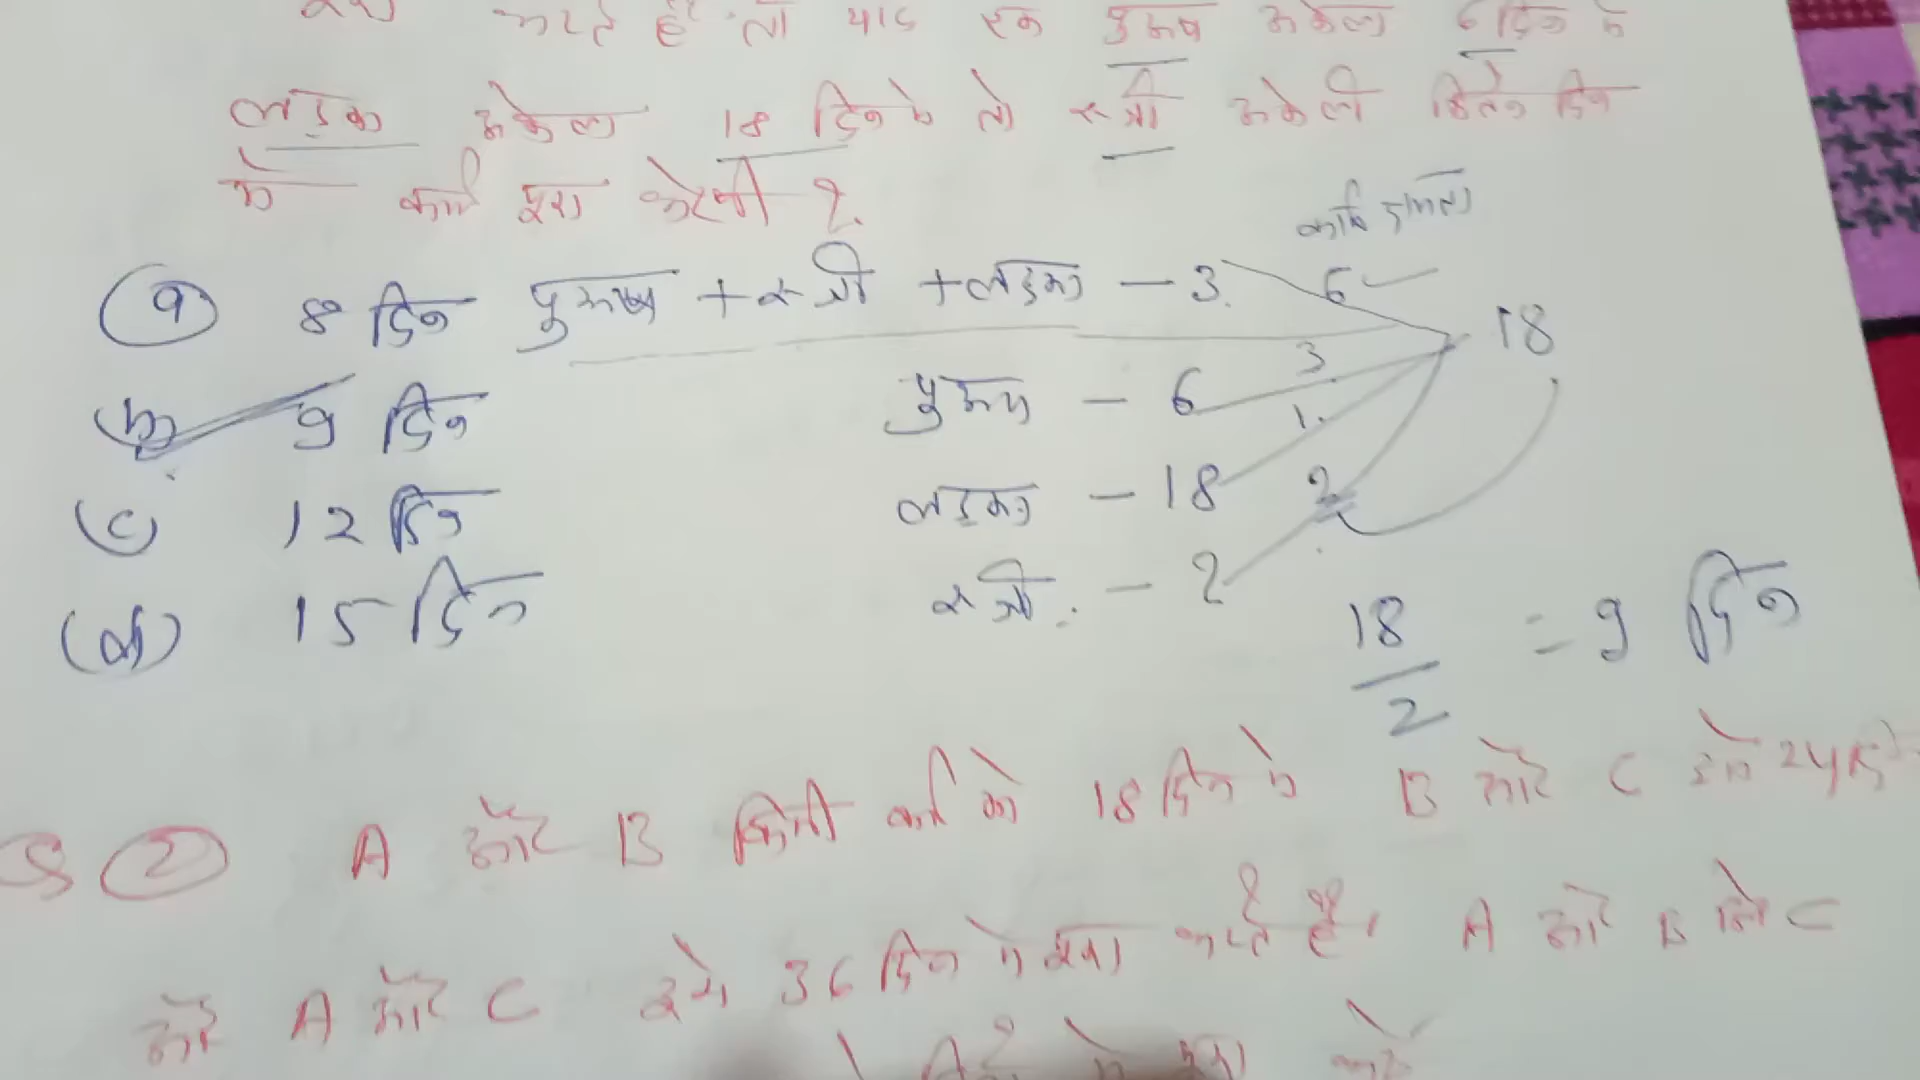 करते हैं तो यदि एक पुरुष अकेला 6 दिन में
लड़का अकेला 18 दिन में तो स्त्री अकेली कितने दिन
में कार्य पूरा करेगी ?
कार्य क्षमता
(a) 8 दिन पुरुष + स्त्री + लड़का - 3. 6
18
पुरुष - 6 3
(b) 9 दिन
1.
लड़का - 18 2
(c) 12 दिन
स्त्री. - ?
(d) 15 दिन
18/2 = 9 दिन
Q (2) A और B किसी कार्य को 18 दिन में B और C उसे 24 दिन
और A और C उसे 36 दिन में पूरा करते हैं। A और B और C
पूरा